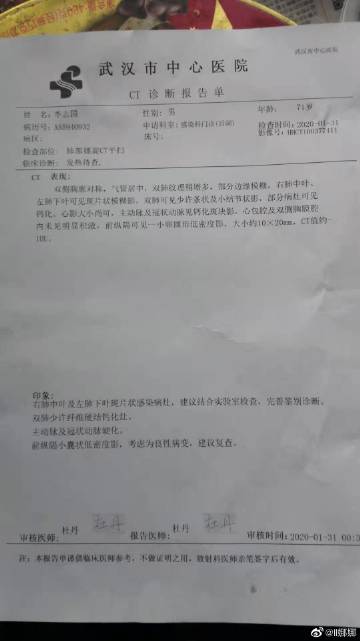 武汉市中心医院
武汉市中心医院
CT 诊断报告单
姓名：李志国 性别：男 年龄：71岁
病历号： 申请科室：感染科门诊(后湖) 检查时间：2020-01-31
病区： 床号： 影像号：
检查部位：肺部螺旋CT平扫
临床诊断：发热待查。
CT 表现：
双侧胸廓对称，气管居中，双肺纹理稍增多，部分边缘模糊，右肺中叶、
左肺下叶可见斑片状模糊影，双肺可见少许条状及小结节状影，部分病灶可见
钙化。心影大小尚可，主动脉及冠状动脉见钙化斑块影。心包腔及双侧胸膜腔
内未见明显积液。前纵隔可见一小卵圆形低密度影，大小约10×20mm，CT值约
印象：
右肺中叶及左肺下叶斑片状感染病灶，建议结合实验室检查，完善鉴别诊断。
双肺少许纤维硬结钙化灶。
主动脉及冠状动脉硬化。
前纵隔小囊状低密度影，考虑为良性病变，建议复查。
审核医师：杜丹 杜丹 报告医师：杜丹 杜丹 审核时间：2020-01-31
注：本报告单谨供临床医师参考，不做证明之用，放射科医师亲笔签字后有效。
@ll娜娜